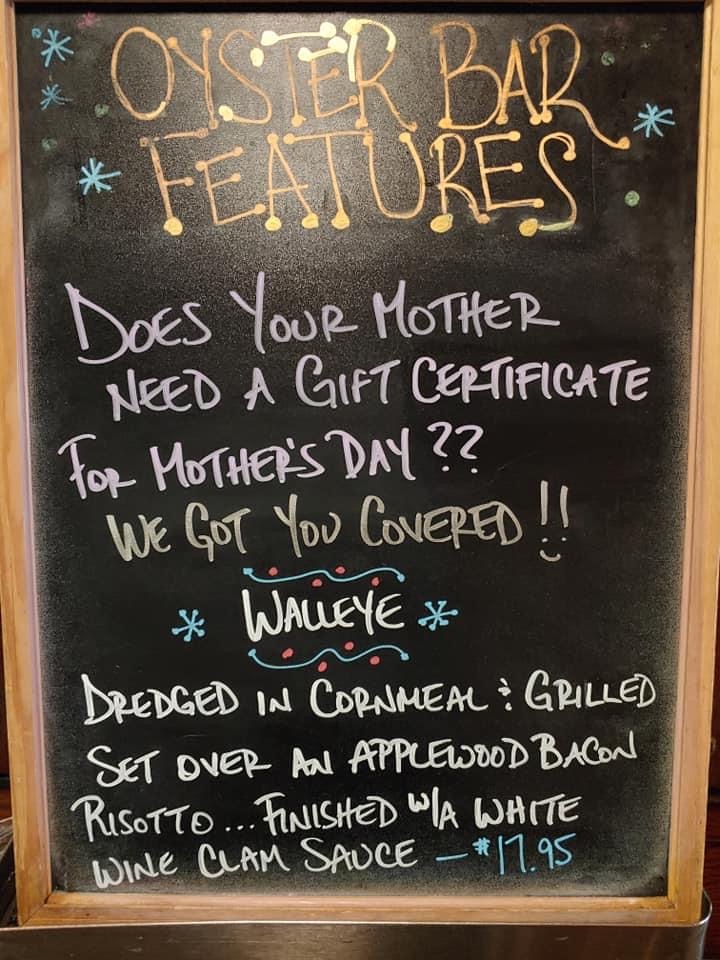 OYSTER BAR
FEATURES
DOES YOUR MOTHER
NEED A GIFT CERTIFICATE
FOR MOTHER'S DAY ??
WE GOT YOU COVERED !!
WALLEYE
DREDGED IN CORNMEAL & GRILLED
SET OVER AN APPLEWOOD BACON
RISOTTO... FINISHED W/A WHITE
WINE CLAM SAUCE - $17.95